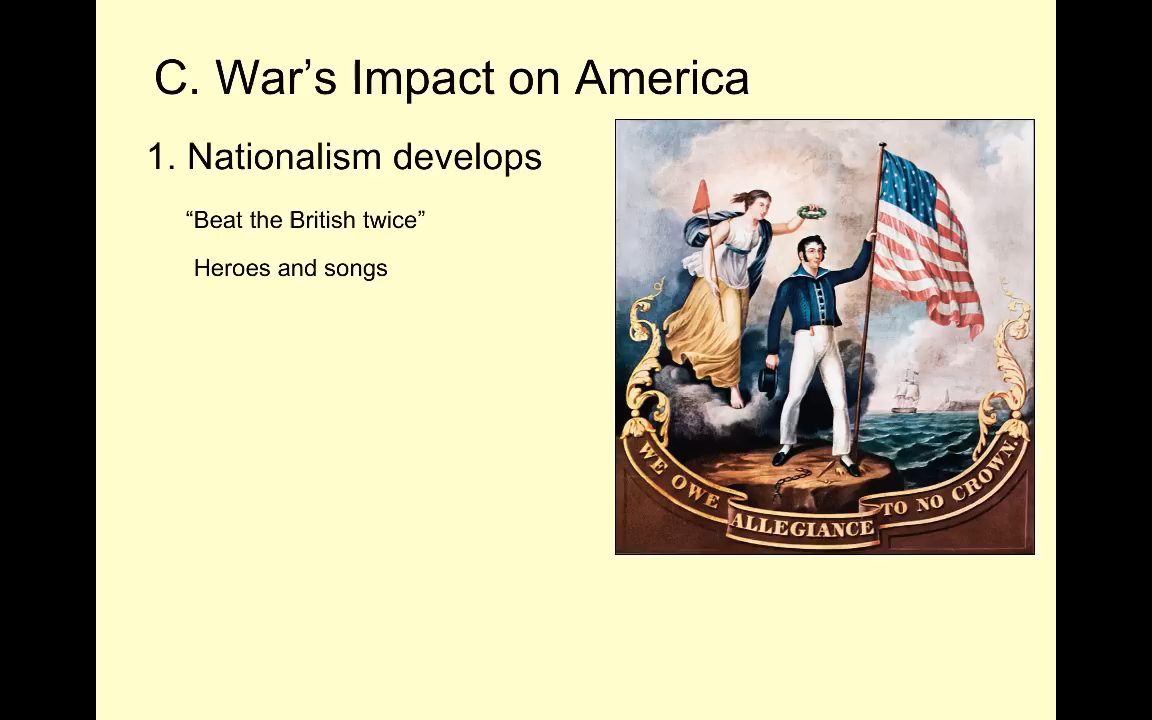 C. War’s Impact on America
1. Nationalism develops
“Beat the British twice”
Heroes and songs
WE OWE ALLEGIANCE TO NO CROWN.